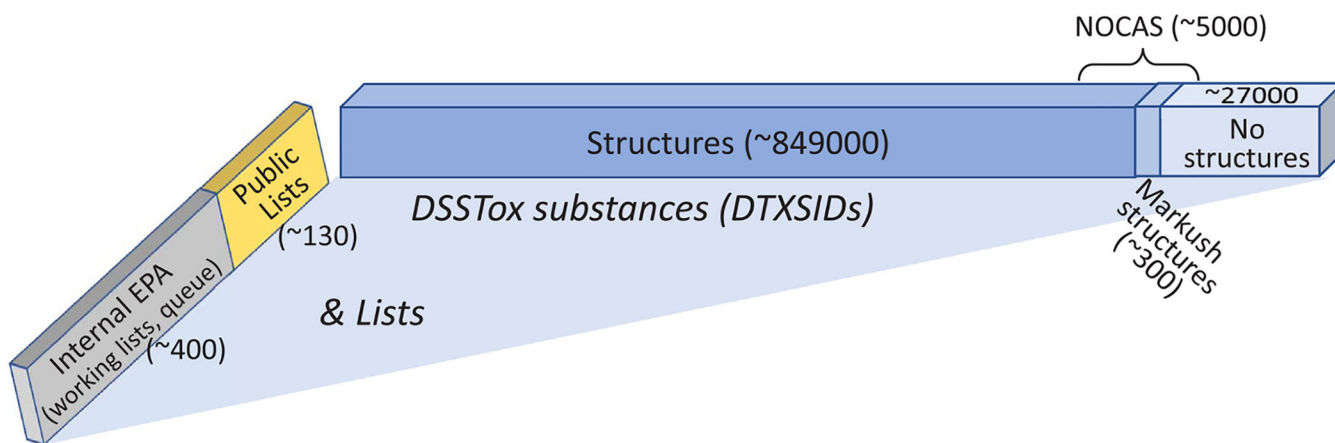 NOCAS (~5000)
~27000
Structures (~849000)
No
structures
Public
Lists
(~130)
DSSTox substances (DTXSIDs)
Markush
structures
(~300)
Internal EPA
(working lists, queue)
(~400)
& Lists